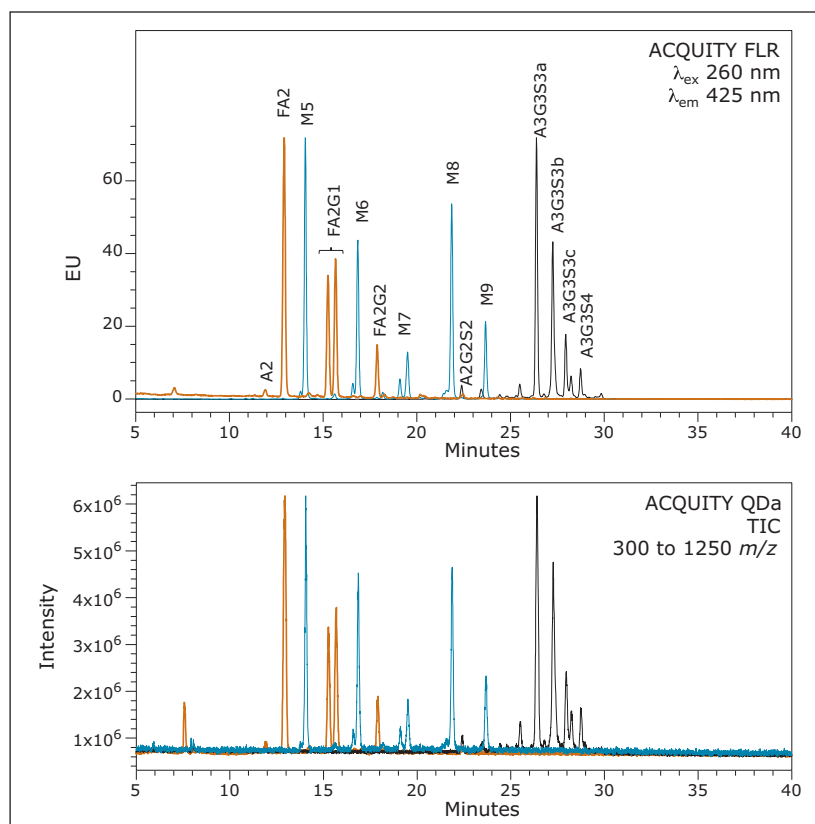 ACQUITY FLR
λex 260 nm
λem 425 nm
FA2
M5
FA2G1
M6
M8
A3G3S3a
A3G3S3b
A2
FA2G2
M7
A2G2S2
M9
A3G3S3c
A3G3S4
EU
60
40
20
0
5 10 15 20 25 30 35 40
Minutes
ACQUITY QDa
TIC
300 to 1250 m/z
Intensity
6x10⁶
5x10⁶
4x10⁶
3x10⁶
2x10⁶
1x10⁶
5 10 15 20 25 30 35 40
Minutes